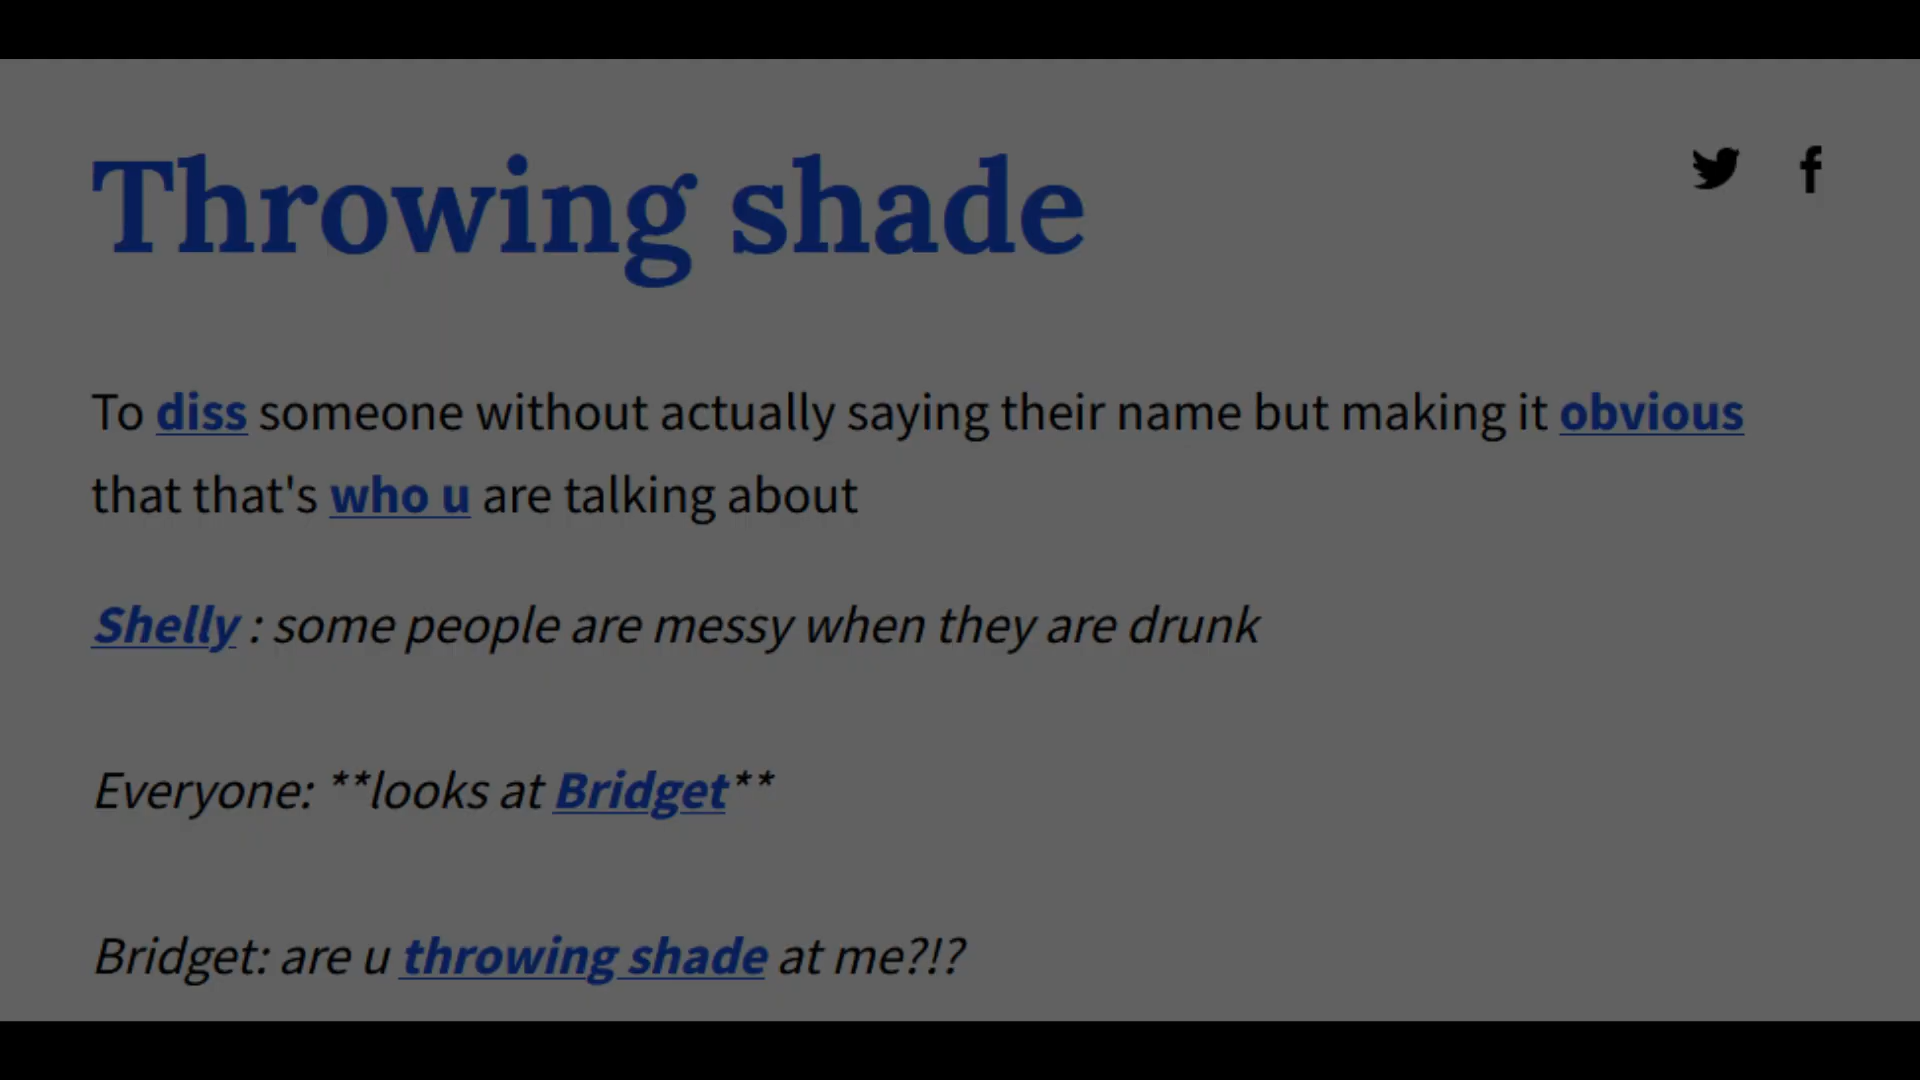 Throwing shade
To diss someone without actually saying their name but making it obvious
that that's who u are talking about
Shelly : some people are messy when they are drunk
Everyone: **looks at Bridget**
Bridget: are u throwing shade at me?!?